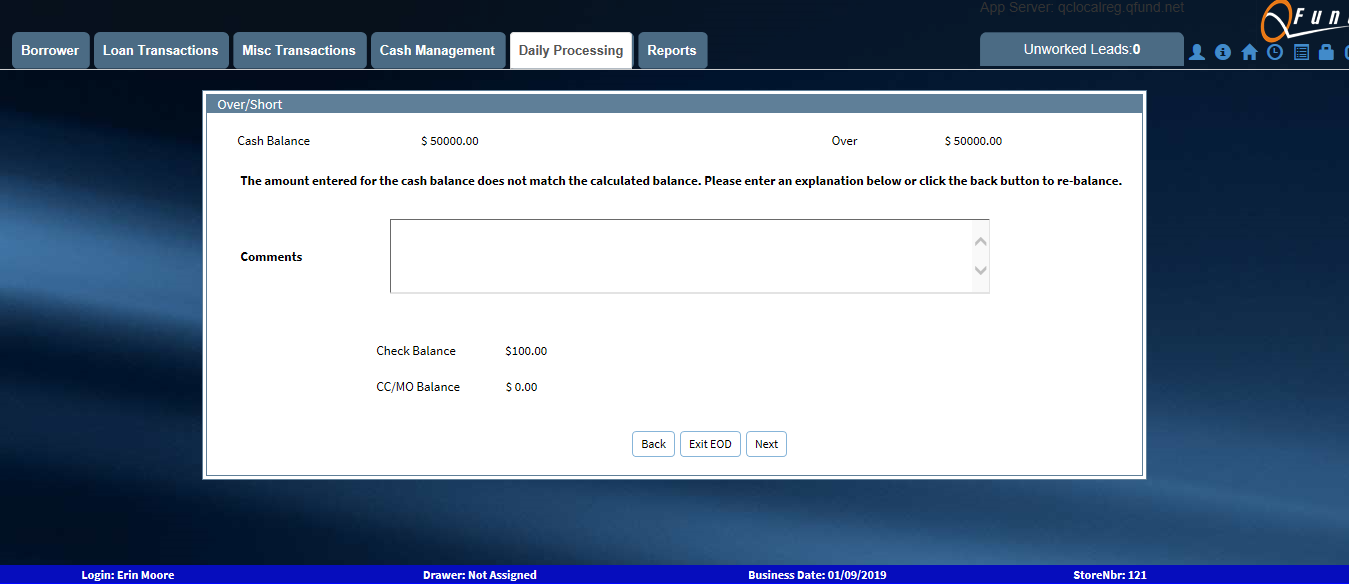 App Server: qclocalreg.qfund.net
QFun
Borrower Loan Transactions Misc Transactions Cash Management Daily Processing Reports Unworked Leads:0
Over/Short
Cash Balance $ 50000.00 Over $ 50000.00
The amount entered for the cash balance does not match the calculated balance. Please enter an explanation below or click the back button to re-balance.
Comments
Check Balance $100.00
CC/MO Balance $ 0.00
Back Exit EOD Next
Login: Erin Moore Drawer: Not Assigned Business Date: 01/09/2019 StoreNbr: 121